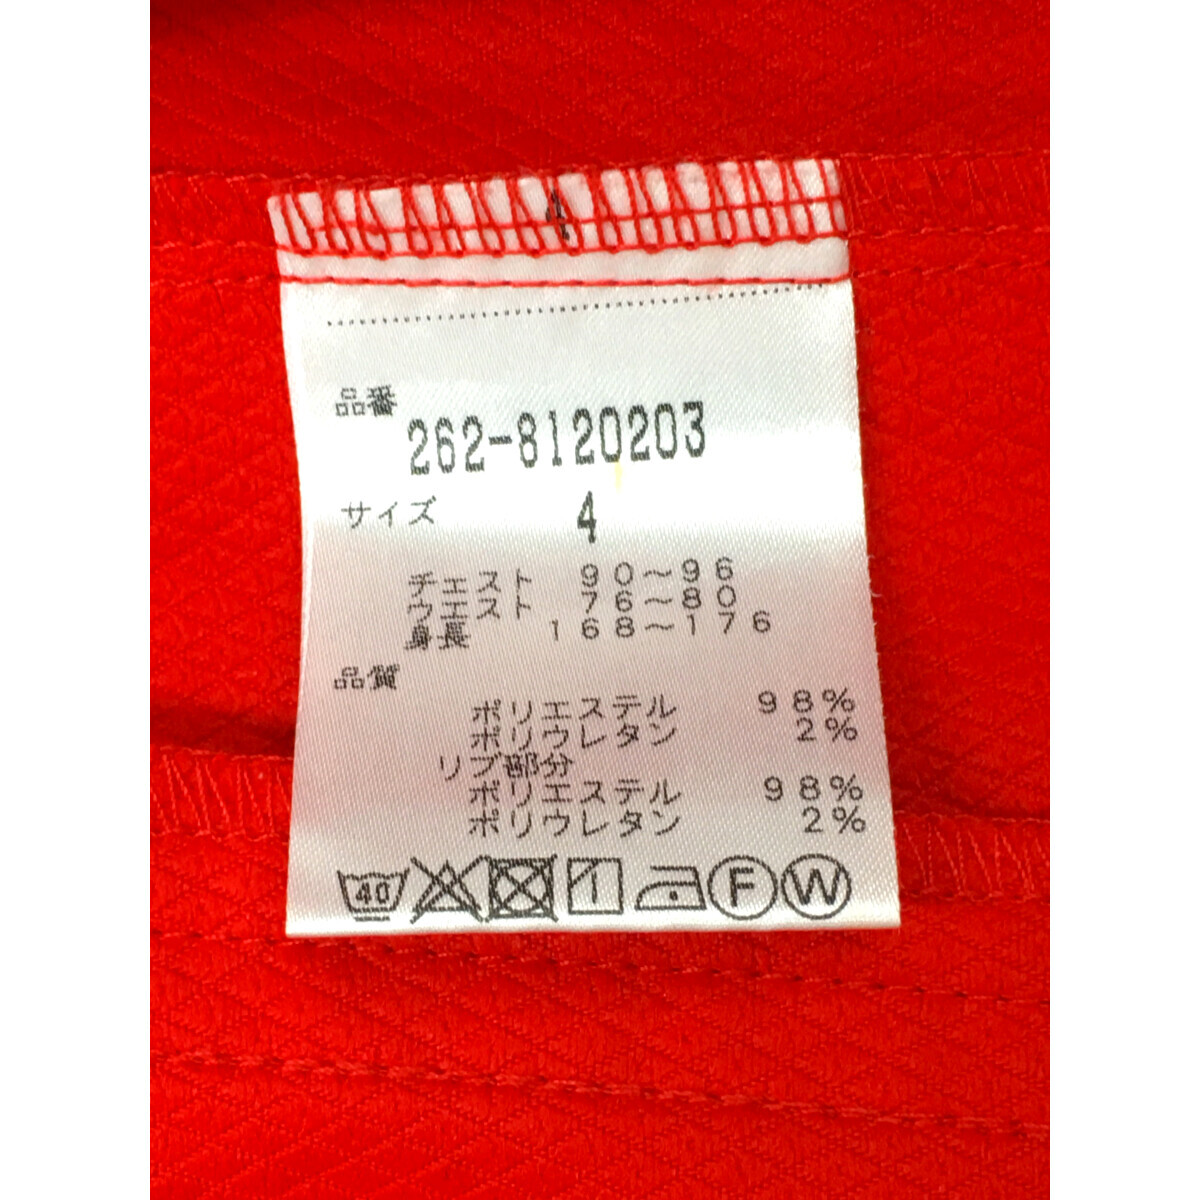 4
品番
262-8120203
サイズ 4
チェスト 90～96
ウエスト 76～80
身長 168～176
品質
ポリエステル 98%
ポリウレタン 2%
リブ部分
ポリエステル 98%
ポリウレタン 2%
40 F W